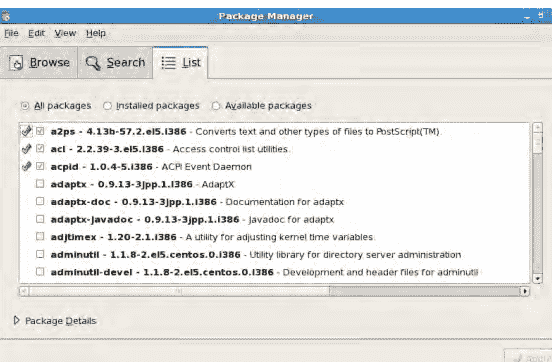 Package Manager
File Edit View Help
Browse Search List
All packages Installed packages Available packages
a2ps - 4.13b-57.2.el5.i386 - Converts text and other types of files to PostScript(TM).
acl - 2.2.39-3.el5.i386 - Access control list utilities.
acpid - 1.0.4-5.i386 - ACPI Event Daemon
adaptx - 0.9.13-3jpp.1.i386 - AdaptX
adaptx-doc - 0.9.13-3jpp.1.i386 - Documentation for adaptx
adaptx-javadoc - 0.9.13-3jpp.1.i386 - Javadoc for adaptx
adjtimex - 1.20-2.1.i386 - A utility for adjusting kernel time variables.
adminutil - 1.1.8-2.el5.centos.0.i386 - Utility library for directory server administration
adminutil-devel - 1.1.8-2.el5.centos.0.i386 - Development and header files for adminutil
Package Details
Apply